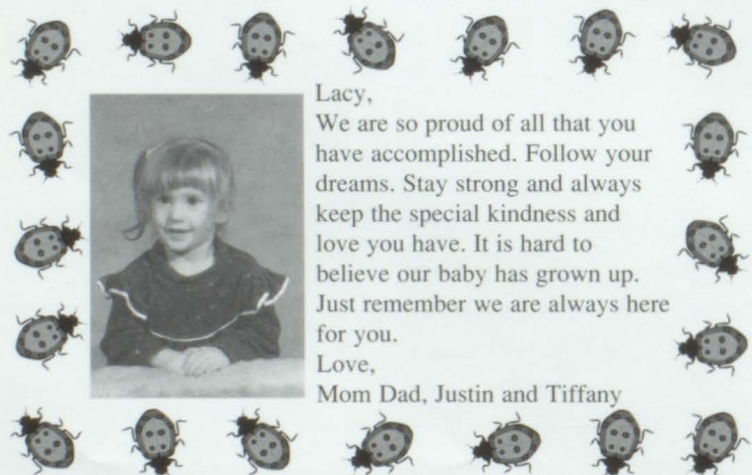 Lacy,
We are so proud of all that you
have accomplished. Follow your
dreams. Stay strong and always
keep the special kindness and
love you have. It is hard to
believe our baby has grown up.
Just remember we are always here
for you.
Love,
Mom Dad, Justin and Tiffany